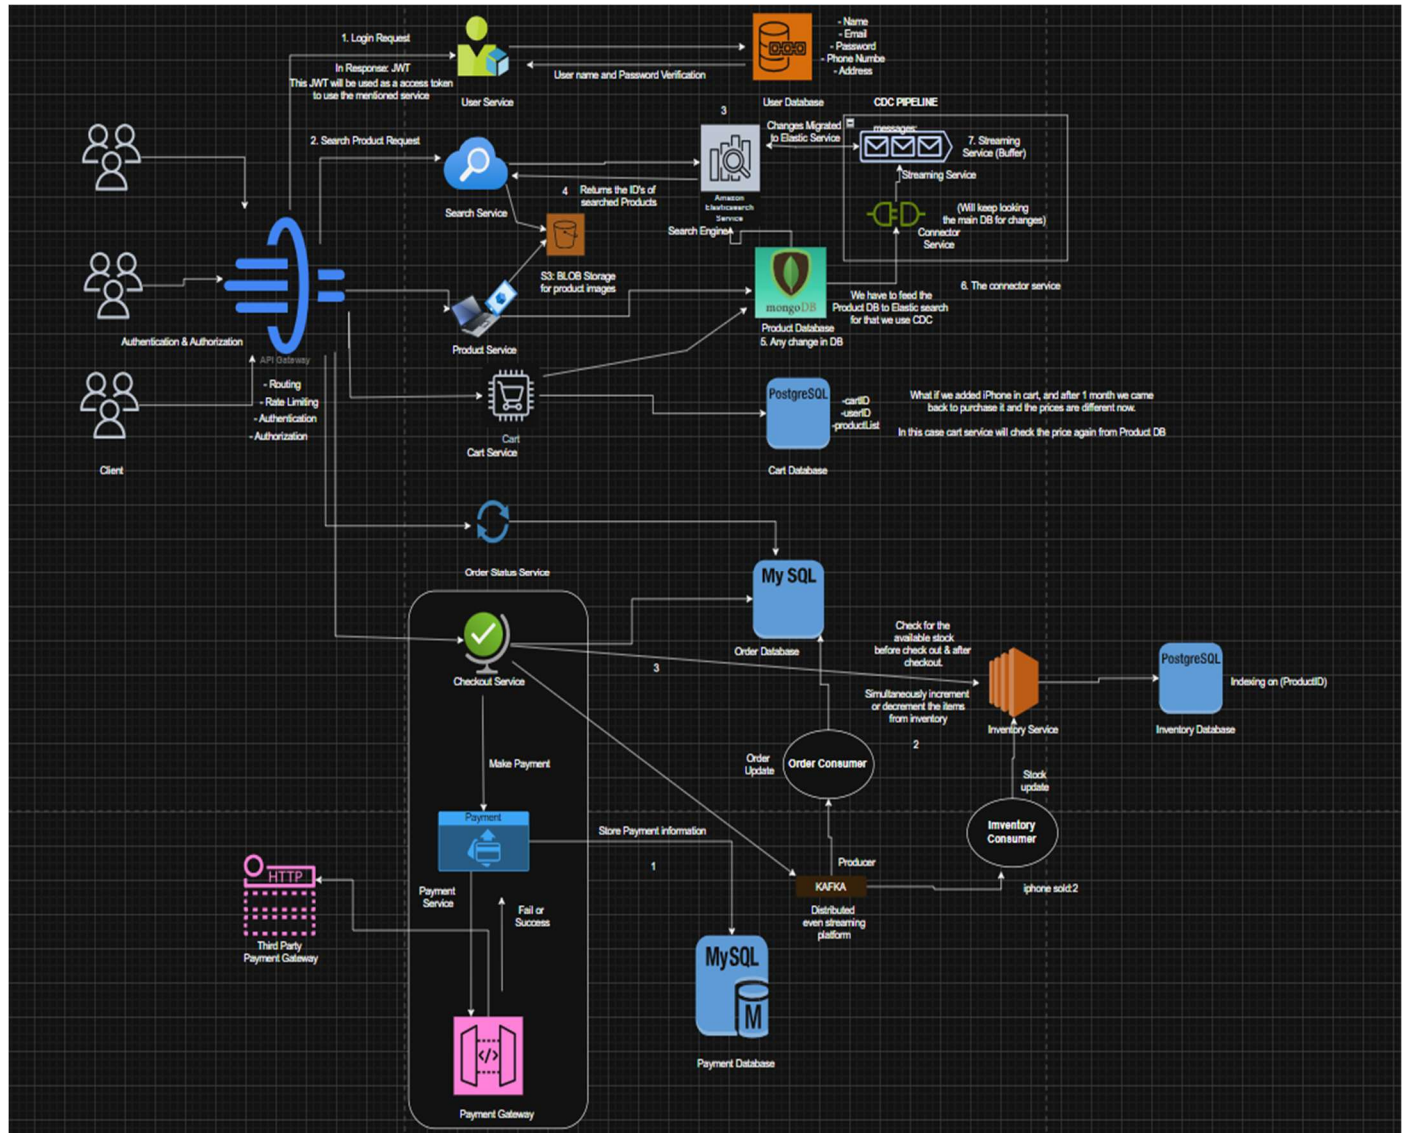 1. Login Request
In Response: JWT
This JWT will be used as a access token
to use the mentioned service
User Service
User name and Password Verification
- Name
- Email
- Password
- Phone Numbe
- Address
User Database
CDC PIPELINE
2. Search Product Request
Search Service
3
Changes Migrated
to Elastic Service
messages:
7. Streaming
Service (Buffer)
Streaming Service
Amazon
Elasticsearch
Service
Search Engine
4
Returns the ID's of
searched Products
(Will keep looking
the main DB for changes)
Connector
Service
S3: BLOB Storage
for product images
mongoDB
Product Database
5. Any change in DB
We have to feed the
Product DB to Elastic search
for that we use CDC
6. The connector service
Authentication & Authorization
API Gateway
- Routing
- Rate Limiting
- Authentication
- Authorization
Client
Product Service
Cart
Cart Service
PostgreSQL
-cartID
-userID
-productList
Cart Database
What if we added iPhone in cart, and after 1 month we came
back to purchase it and the prices are different now.
In this case cart service will check the price again from Product DB
Order Status Service
My SQL
Order Database
Checkout Service
3
Check for the
available stock
before check out & after
checkout.
Simultaneously increment
or decrement the items
from inventory
2
Inventory Service
PostgreSQL
Indexing on (ProductID)
Inventory Database
Make Payment
Order
Update
Order Consumer
Stock
update
Imventory
Consumer
Payment
Store Payment information
1
Producer
KAFKA
iphone sold:2
Distributed
even streaming
platform
Payment
Service
Fail or
Success
HTTP
Third Party
Payment Gateway
MySQL
M
Payment Database
</>
Payment Gateway